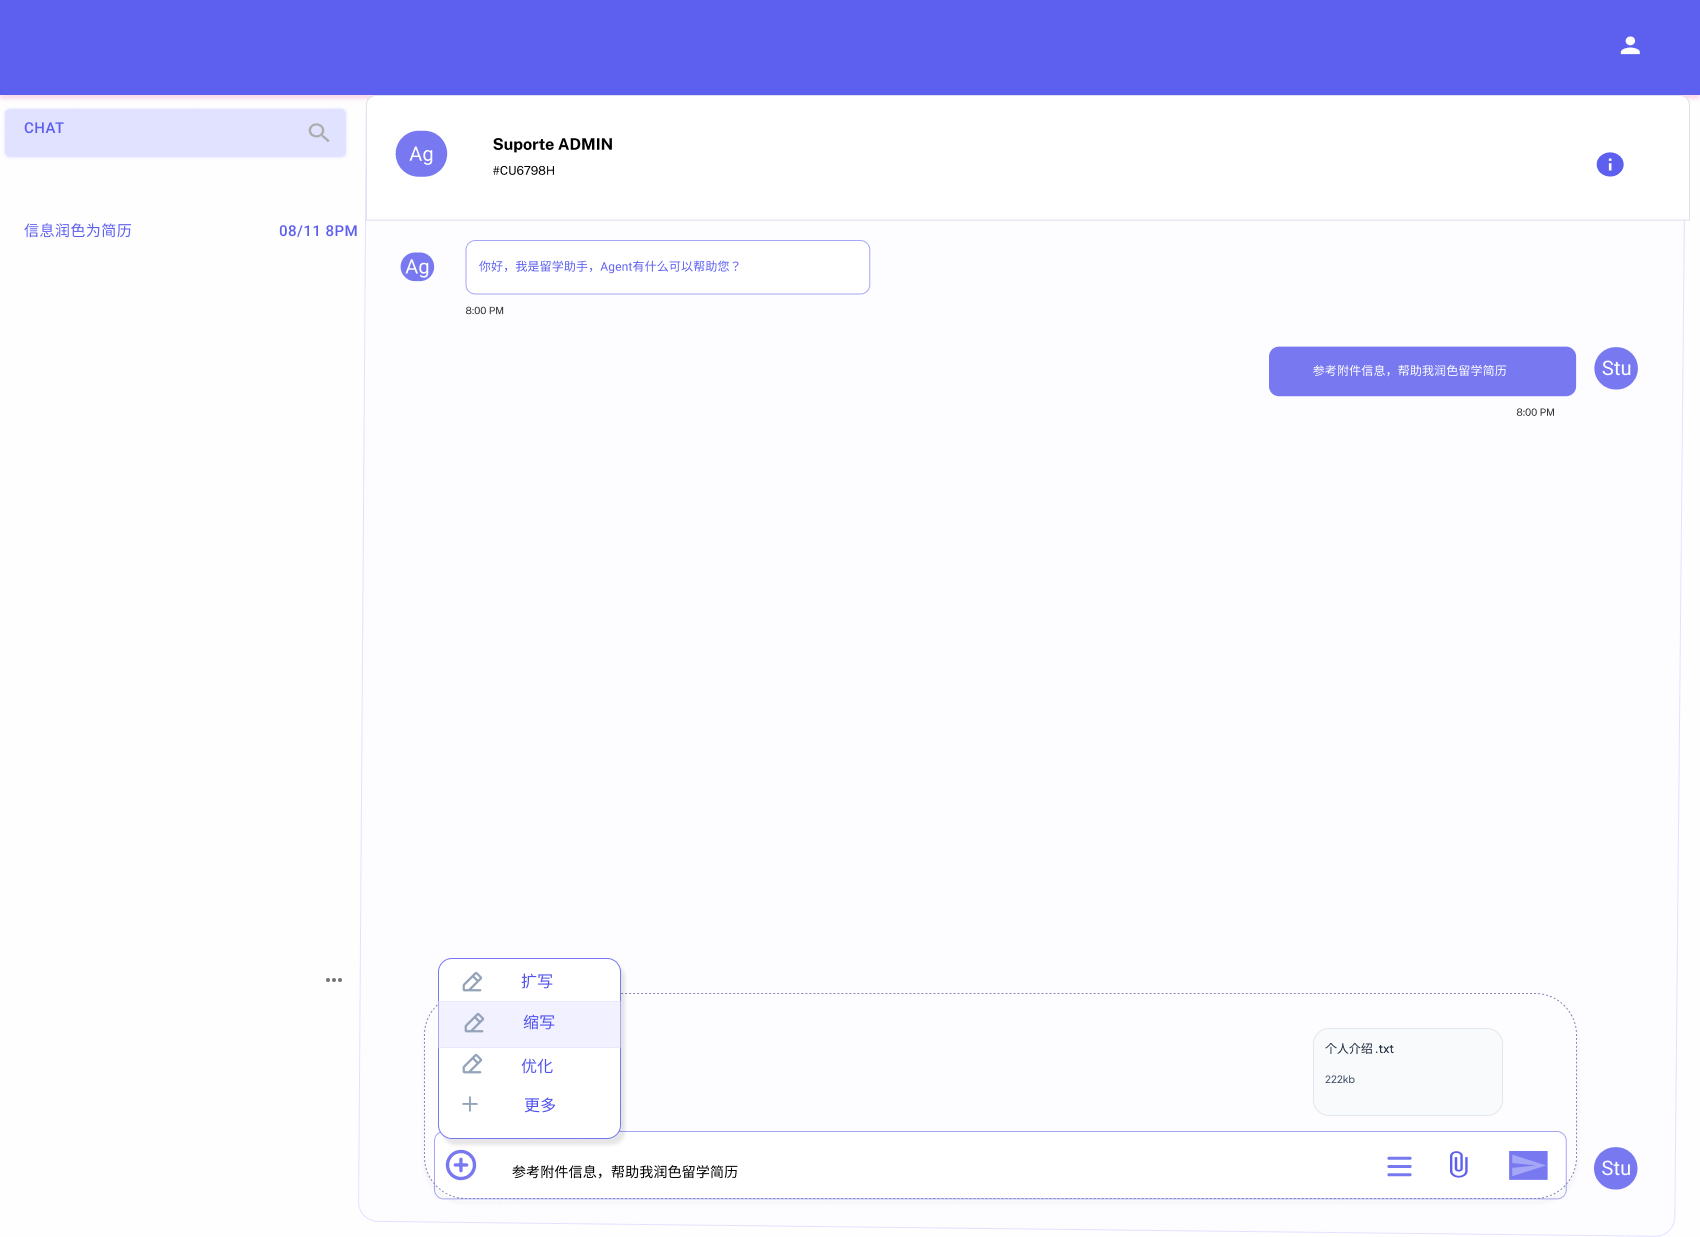 CHAT
信息润色为简历 08/11 8PM
Ag
Suporte ADMIN
#CU6798H
Ag
你好，我是留学助手，Agent有什么可以帮助您？
8:00 PM
参考附件信息，帮助我润色留学简历
Stu
8:00 PM
扩写
缩写
优化
更多
个人介绍.txt
222kb
参考附件信息，帮助我润色留学简历
Stu